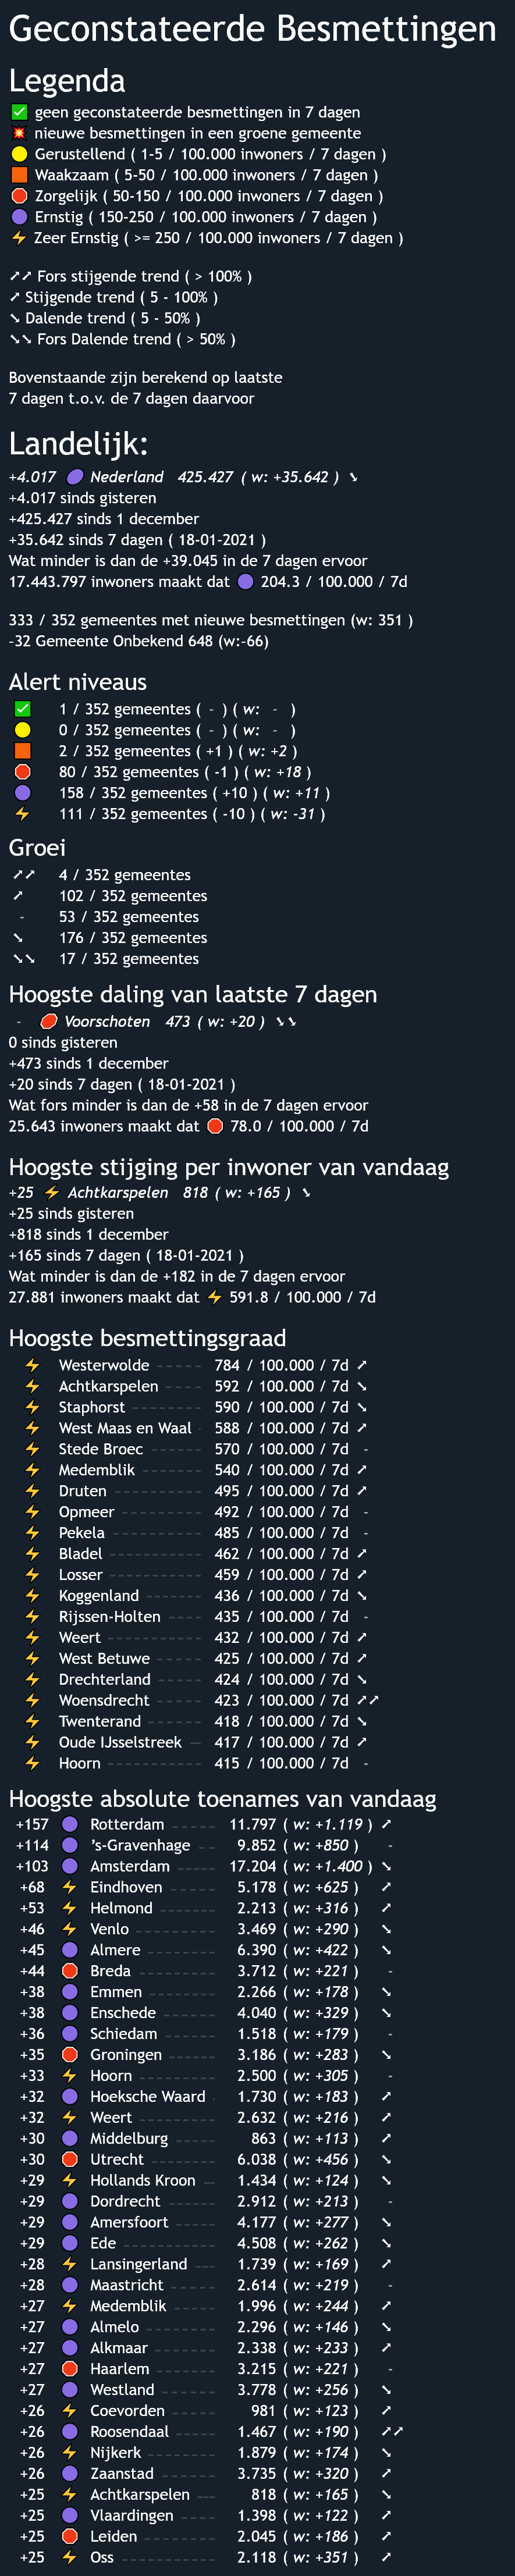 Geconstateerde Besmettingen
Legenda
✅ geen geconstateerde besmettingen in 7 dagen
💥 nieuwe besmettingen in een groene gemeente
🟡 Gerustellend ( 1-5 / 100.000 inwoners / 7 dagen )
🟧 Waakzaam ( 5-50 / 100.000 inwoners / 7 dagen )
🛑 Zorgelijk ( 50-150 / 100.000 inwoners / 7 dagen )
🟣 Ernstig ( 150-250 / 100.000 inwoners / 7 dagen )
⚡ Zeer Ernstig ( >= 250 / 100.000 inwoners / 7 dagen )
➚➚ Fors stijgende trend ( > 100% )
➚ Stijgende trend ( 5 - 100% )
➘ Dalende trend ( 5 - 50% )
➘➘ Fors Dalende trend ( > 50% )
Bovenstaande zijn berekend op laatste
7 dagen t.o.v. de 7 dagen daarvoor
Landelijk:
+4.017 🟣 Nederland 425.427 ( w: +35.642 ) ➘
+4.017 sinds gisteren
+425.427 sinds 1 december
+35.642 sinds 7 dagen ( 18-01-2021 )
Wat minder is dan de +39.045 in de 7 dagen ervoor
17.443.797 inwoners maakt dat 🟣 204.3 / 100.000 / 7d
333 / 352 gemeentes met nieuwe besmettingen (w: 351 )
-32 Gemeente Onbekend 648 (w:-66)
Alert niveaus
✅ 1 / 352 gemeentes ( - ) ( w: - )
🟡 0 / 352 gemeentes ( - ) ( w: - )
🟧 2 / 352 gemeentes ( +1 ) ( w: +2 )
🛑 80 / 352 gemeentes ( -1 ) ( w: +18 )
🟣 158 / 352 gemeentes ( +10 ) ( w: +11 )
⚡ 111 / 352 gemeentes ( -10 ) ( w: -31 )
Groei
➚➚ 4 / 352 gemeentes
➚ 102 / 352 gemeentes
- 53 / 352 gemeentes
➘ 176 / 352 gemeentes
➘➘ 17 / 352 gemeentes
Hoogste daling van laatste 7 dagen
- 🛑 Voorschoten 473 ( w: +20 ) ➘➘
0 sinds gisteren
+473 sinds 1 december
+20 sinds 7 dagen ( 18-01-2021 )
Wat fors minder is dan de +58 in de 7 dagen ervoor
25.643 inwoners maakt dat 🛑 78.0 / 100.000 / 7d
Hoogste stijging per inwoner van vandaag
+25 ⚡ Achtkarspelen 818 ( w: +165 ) ➘
+25 sinds gisteren
+818 sinds 1 december
+165 sinds 7 dagen ( 18-01-2021 )
Wat minder is dan de +182 in de 7 dagen ervoor
27.881 inwoners maakt dat ⚡ 591.8 / 100.000 / 7d
Hoogste besmettingsgraad
⚡ Westerwolde ----- 784 / 100.000 / 7d ➚
⚡ Achtkarspelen ---- 592 / 100.000 / 7d ➘
⚡ Staphorst -------- 590 / 100.000 / 7d ➘
⚡ West Maas en Waal - 588 / 100.000 / 7d ➚
⚡ Stede Broec ------ 570 / 100.000 / 7d -
⚡ Medemblik ------- 540 / 100.000 / 7d ➚
⚡ Druten ---------- 495 / 100.000 / 7d ➚
⚡ Opmeer --------- 492 / 100.000 / 7d -
⚡ Pekela ---------- 485 / 100.000 / 7d -
⚡ Bladel ---------- 462 / 100.000 / 7d ➚
⚡ Losser ---------- 459 / 100.000 / 7d ➚
⚡ Koggenland ------ 436 / 100.000 / 7d ➘
⚡ Rijssen-Holten ---- 435 / 100.000 / 7d -
⚡ Weert ---------- 432 / 100.000 / 7d ➚
⚡ West Betuwe ----- 425 / 100.000 / 7d ➚
⚡ Drechterland ----- 424 / 100.000 / 7d ➘
⚡ Woensdrecht ----- 423 / 100.000 / 7d ➚➚
⚡ Twenterand ------ 418 / 100.000 / 7d ➘
⚡ Oude IJsselstreek -- 417 / 100.000 / 7d ➚
⚡ Hoorn ---------- 415 / 100.000 / 7d -
Hoogste absolute toenames van vandaag
+157 🟣 Rotterdam ----- 11.797 ( w: +1.119 ) ➚
+114 🟣 's-Gravenhage -- 9.852 ( w: +850 ) -
+103 🟣 Amsterdam ----- 17.204 ( w: +1.400 ) ➘
+68 ⚡ Eindhoven ------ 5.178 ( w: +625 ) ➚
+53 ⚡ Helmond ------- 2.213 ( w: +316 ) ➚
+46 ⚡ Venlo --------- 3.469 ( w: +290 ) ➘
+45 🟣 Almere -------- 6.390 ( w: +422 ) ➘
+44 🛑 Breda --------- 3.712 ( w: +221 ) -
+38 🟣 Emmen -------- 2.266 ( w: +178 ) ➘
+38 🟣 Enschede ------ 4.040 ( w: +329 ) ➘
+36 🟣 Schiedam ------ 1.518 ( w: +179 ) -
+35 🛑 Groningen ----- 3.186 ( w: +283 ) ➘
+33 ⚡ Hoorn --------- 2.500 ( w: +305 ) -
+32 🟣 Hoeksche Waard - 1.730 ( w: +183 ) ➚
+32 ⚡ Weert --------- 2.632 ( w: +216 ) ➚
+30 🟣 Middelburg ----- 863 ( w: +113 ) ➚
+30 🛑 Utrecht ------- 6.038 ( w: +456 ) ➘
+29 ⚡ Hollands Kroon -- 1.434 ( w: +124 ) ➘
+29 🟣 Dordrecht ------ 2.912 ( w: +213 ) -
+29 🟣 Amersfoort ----- 4.177 ( w: +277 ) ➘
+29 🟣 Ede ---------- 4.508 ( w: +262 ) ➘
+28 ⚡ Lansingerland --- 1.739 ( w: +169 ) ➚
+28 🟣 Maastricht ----- 2.614 ( w: +219 ) -
+27 ⚡ Medemblik ----- 1.996 ( w: +244 ) ➚
+27 🟣 Almelo -------- 2.296 ( w: +146 ) ➘
+27 🟣 Alkmaar ------- 2.338 ( w: +233 ) ➚
+27 🛑 Haarlem ------- 3.215 ( w: +221 ) -
+27 🟣 Westland ------ 3.778 ( w: +256 ) ➘
+26 ⚡ Coevorden ------ 981 ( w: +123 ) ➚
+26 🟣 Roosendaal ----- 1.467 ( w: +190 ) ➚➚
+26 ⚡ Nijkerk -------- 1.879 ( w: +174 ) ➘
+26 🟣 Zaanstad ------ 3.735 ( w: +320 ) ➚
+25 ⚡ Achtkarspelen --- 818 ( w: +165 ) ➘
+25 🟣 Vlaardingen ----- 1.398 ( w: +122 ) ➚
+25 🛑 Leiden -------- 2.045 ( w: +186 ) ➚
+25 ⚡ Oss ---------- 2.118 ( w: +351 ) ➚